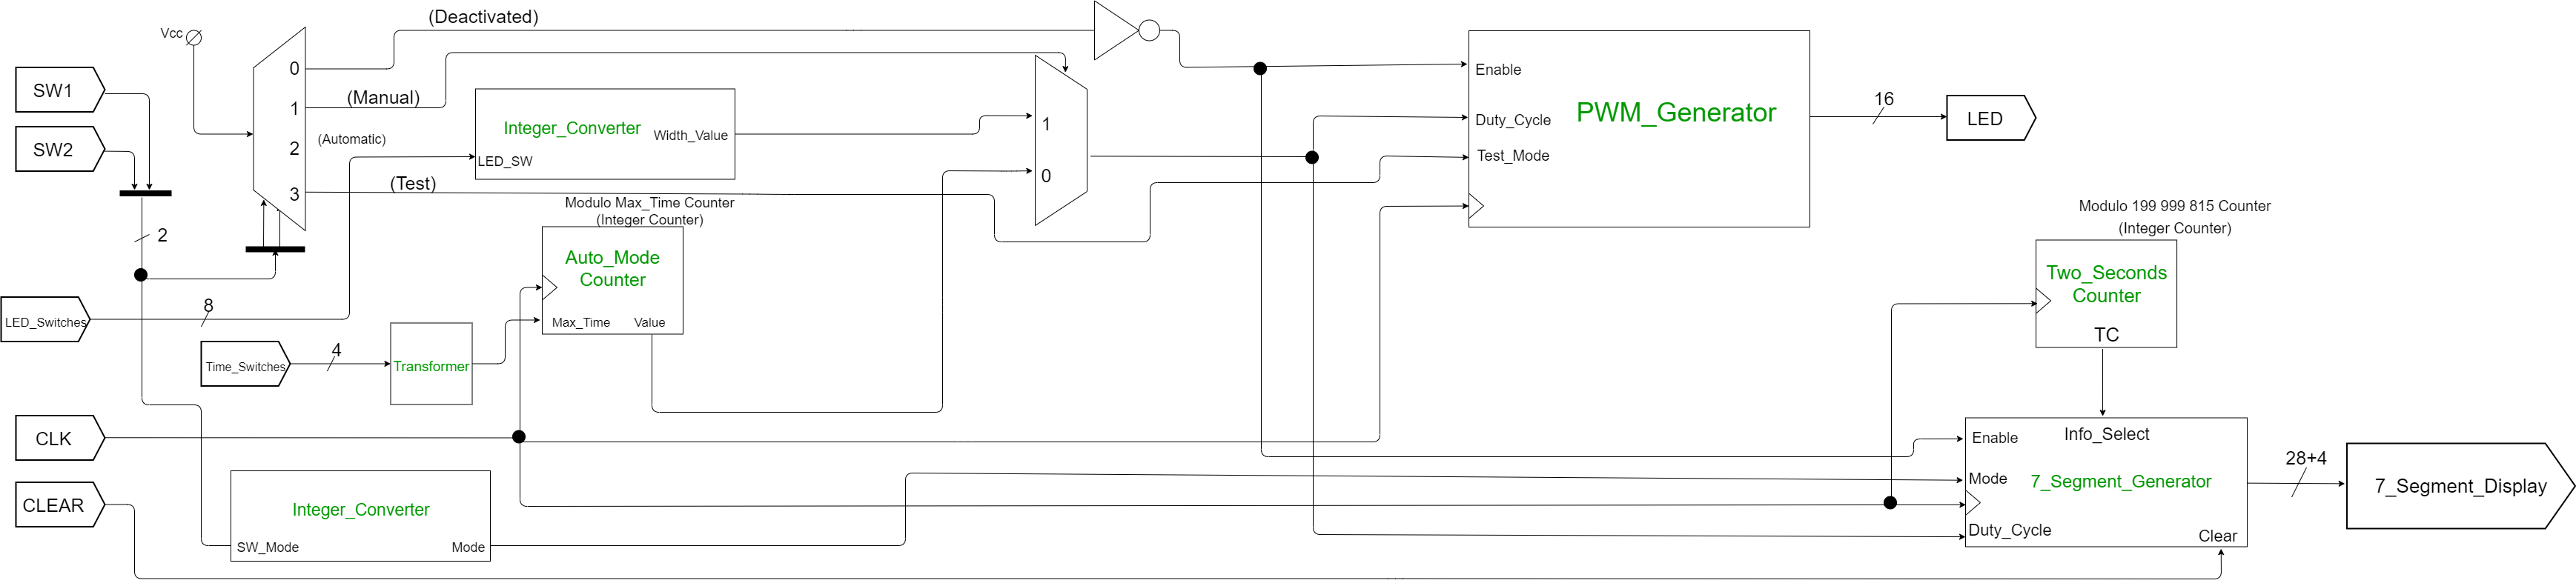 (Deactivated)
Vcc
0
SW1
(Manual)
1
(Automatic)
2
SW2
(Test)
3
2
Integer_Converter
Width_Value
LED_SW
1
0
Enable
Duty_Cycle
Test_Mode
PWM_Generator
16
LED
Modulo Max_Time Counter
(Integer Counter)
Auto_Mode
Counter
Max_Time
Value
LED_Switches
8
Time_Switches
4
Transformer
Modulo 199 999 815 Counter
(Integer Counter)
Two_Seconds
Counter
TC
CLK
CLEAR
Integer_Converter
SW_Mode
Mode
Enable
Info_Select
Mode
7_Segment_Generator
Duty_Cycle
Clear
28+4
7_Segment_Display